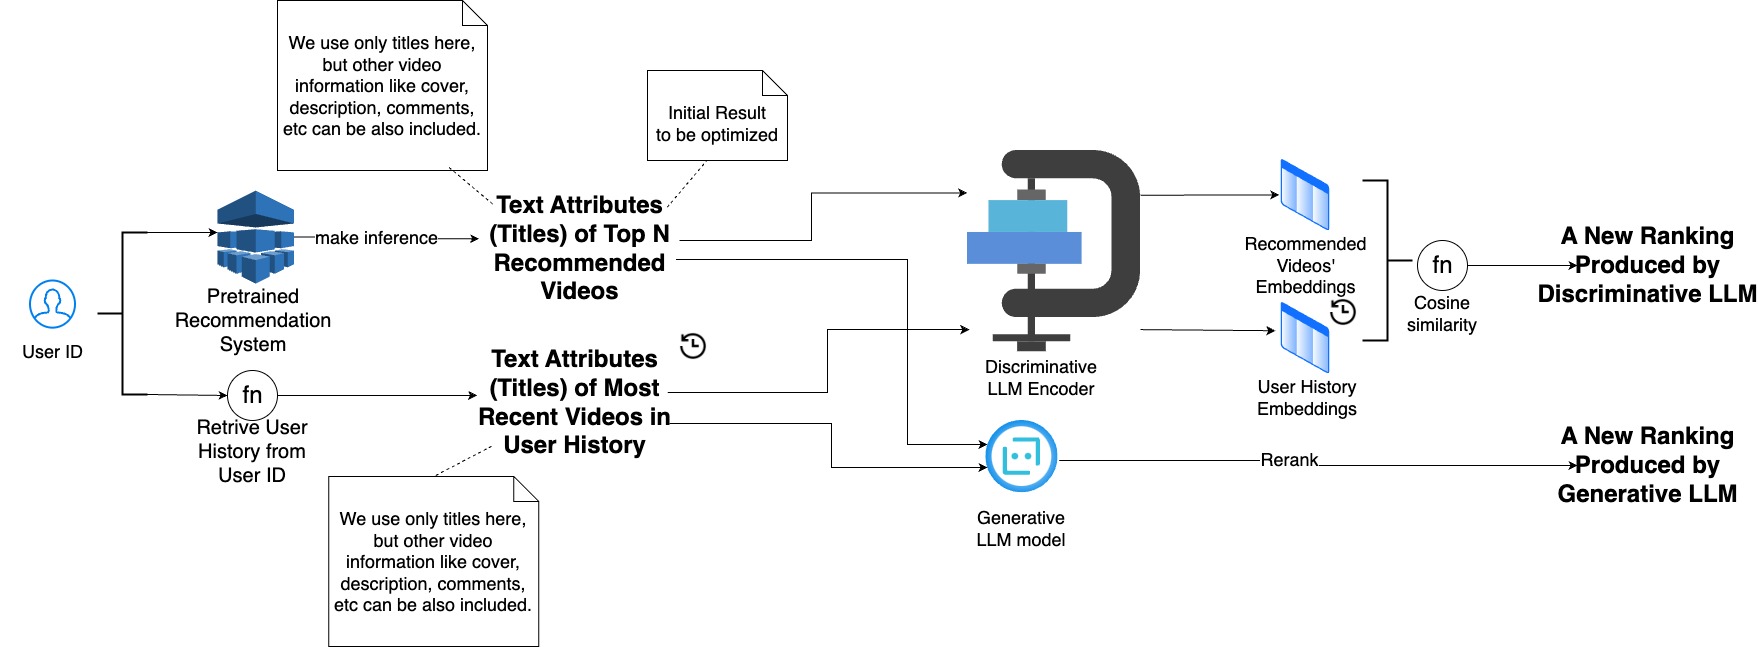 We use only titles here,
but other video
information like cover,
description, comments,
etc can be also included.
Initial Result
to be optimized
User ID
Pretrained
Recommendation
System
make inference
Text Attributes
(Titles) of Top N
Recommended
Videos
fn
Retrive User
History from
User ID
Text Attributes
(Titles) of Most
Recent Videos in
User History
We use only titles here,
but other video
information like cover,
description, comments,
etc can be also included.
Discriminative
LLM Encoder
Generative
LLM model
Recommended
Videos'
Embeddings
User History
Embeddings
fn
Cosine
similarity
A New Ranking
Produced by
Discriminative LLM
Rerank
A New Ranking
Produced by
Generative LLM